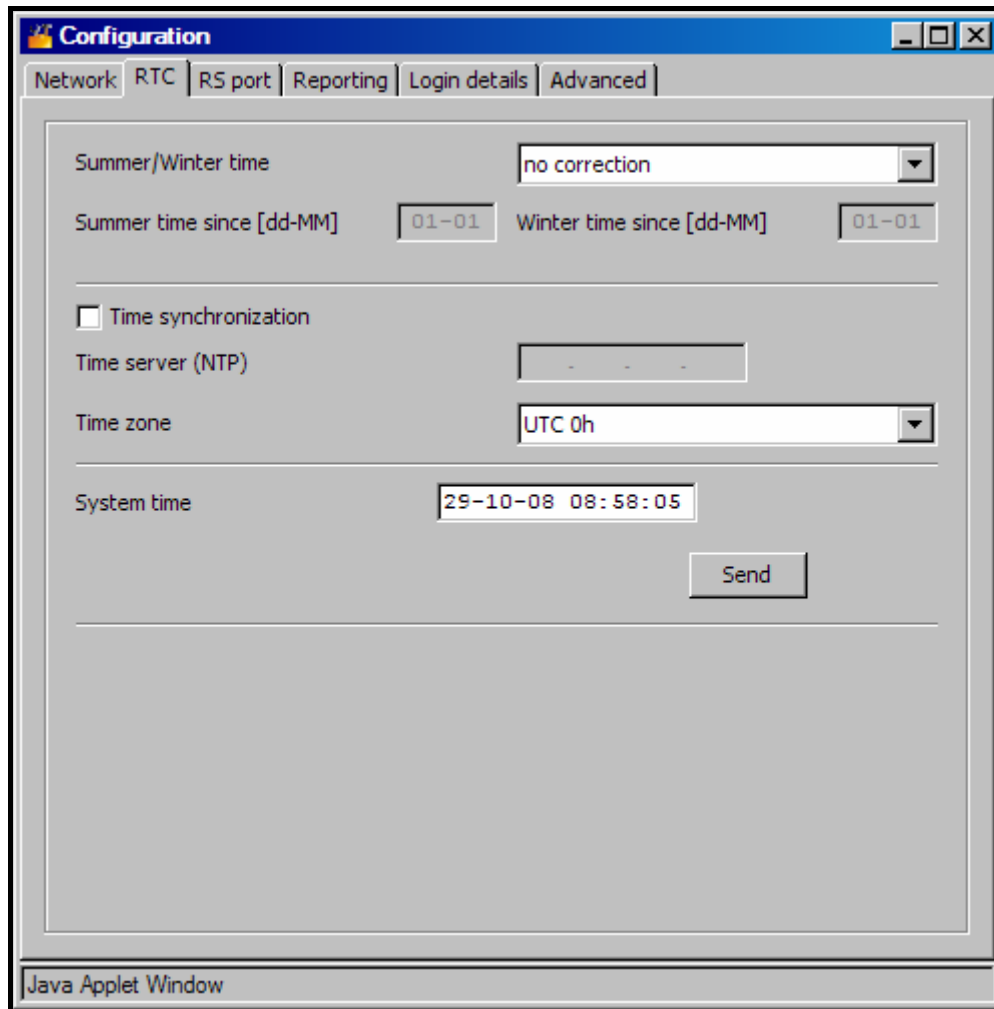 Configuration
Network RTC RS port Reporting Login details Advanced
Summer/Winter time no correction
Summer time since [dd-MM] 01-01 Winter time since [dd-MM] 01-01
Time synchronization
Time server (NTP) . . .
Time zone UTC 0h
System time 29-10-08 08:58:05
Send
Java Applet Window